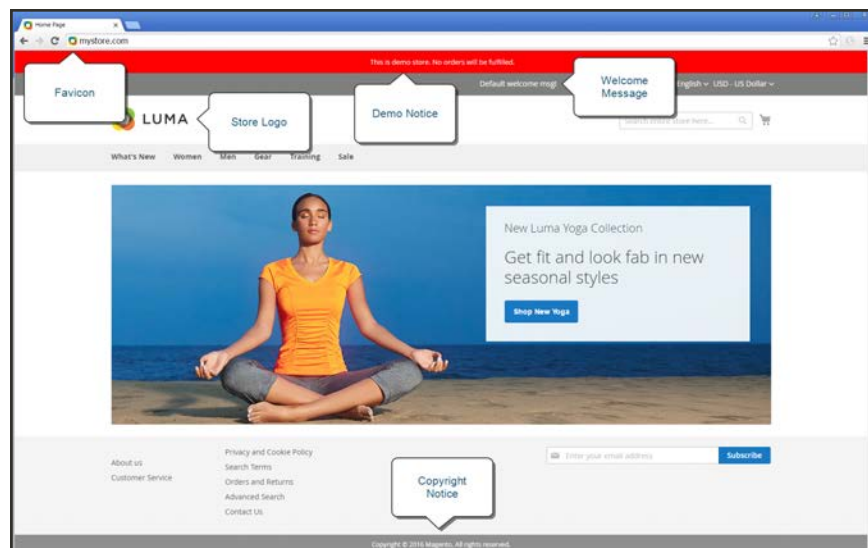 Home Page
mystore.com
This is demo store. No orders will be fulfilled.
Default welcome msg!
English
USD - US Dollar
Favicon
Welcome
Message
Demo Notice
LUMA
Store Logo
Search entire store here...
What's New Women Men Gear Training Sale
New Luma Yoga Collection
Get fit and look fab in new
seasonal styles
Shop New Yoga
About us
Customer Service
Privacy and Cookie Policy
Search Terms
Orders and Returns
Advanced Search
Contact Us
Enter your email address
Subscribe
Copyright
Notice
Copyright © 2016 Magento. All rights reserved.